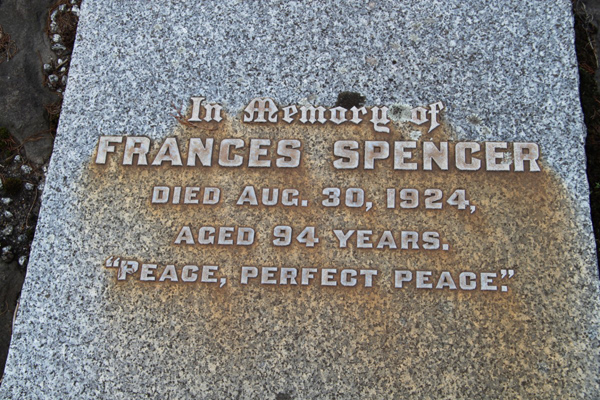 In Memory of
FRANCES SPENCER
DIED AUG. 30, 1924,
AGED 94 YEARS.
"PEACE, PERFECT PEACE."